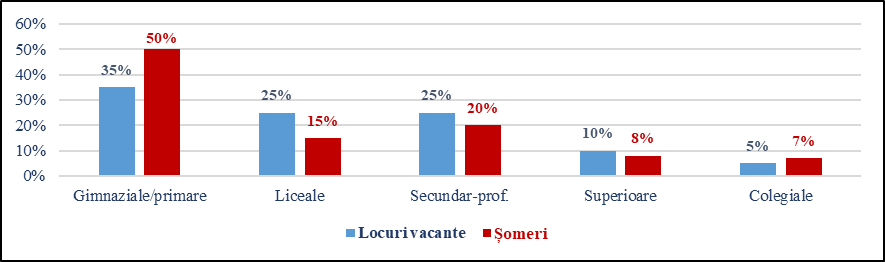 60%
50%
40%
30%
20%
10%
0%
35%
50%
25%
15%
25%
20%
10%
8%
5%
7%
Gimnaziale/primare
Liceale
Secundar-prof.
Superioare
Colegiale
Locuri vacante
Șomeri